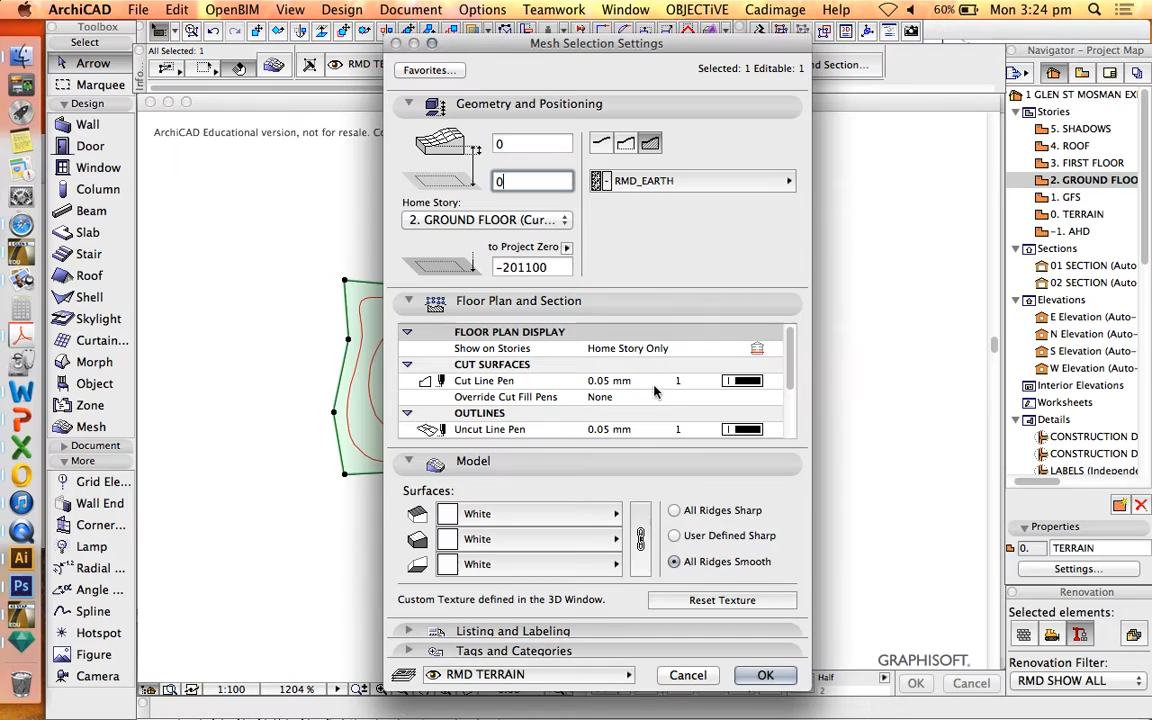 ArchiCAD File Edit OpenBIM View Design Document Options Teamwork Window OBJECTiVE Cadimage Help 60% Mon 3:24 pm
Toolbox
Select
Arrow
Marquee
Design
Wall
Door
Window
Column
Beam
Slab
Stair
Roof
Shell
Skylight
Curtain...
Morph
Object
Zone
Mesh
Document
More
Grid Ele...
Wall End
Corner...
Lamp
Radial ...
Angle ...
Spline
Hotspot
Figure
Camera
All Selected: 1
RMD TE
nd Section...
ArchiCAD Educational version, not for resale. Co
1:100
1204 %
Mesh Selection Settings
Favorites...
Selected: 1 Editable: 1
Geometry and Positioning
0
0
RMD_EARTH
Home Story:
2. GROUND FLOOR (Cur...
to Project Zero
-201100
Floor Plan and Section
FLOOR PLAN DISPLAY
Show on Stories Home Story Only
CUT SURFACES
Cut Line Pen 0.05 mm 1
Override Cut Fill Pens None
OUTLINES
Uncut Line Pen 0.05 mm 1
Model
Surfaces:
White
White
White
All Ridges Sharp
User Defined Sharp
All Ridges Smooth
Custom Texture defined in the 3D Window.
Reset Texture
Listing and Labeling
Tags and Categories
RMD TERRAIN
Cancel
OK
GRAPHISOFT.
Half
2
OK
Cancel
Navigator - Project Map
1 GLEN ST MOSMAN EXI
Stories
5. SHADOWS
4. ROOF
3. FIRST FLOOR
2. GROUND FLOO
1. GFS
0. TERRAIN
-1. AHD
Sections
01 SECTION (Auto
02 SECTION (Auto
Elevations
E Elevation (Auto-
N Elevation (Auto-
S Elevation (Auto-
W Elevation (Auto-
Interior Elevations
Worksheets
Details
CONSTRUCTION D
CONSTRUCTION D
LABELS (Independe
Properties
0. TERRAIN
Settings...
Renovation
Selected elements:
Renovation Filter:
RMD SHOW ALL